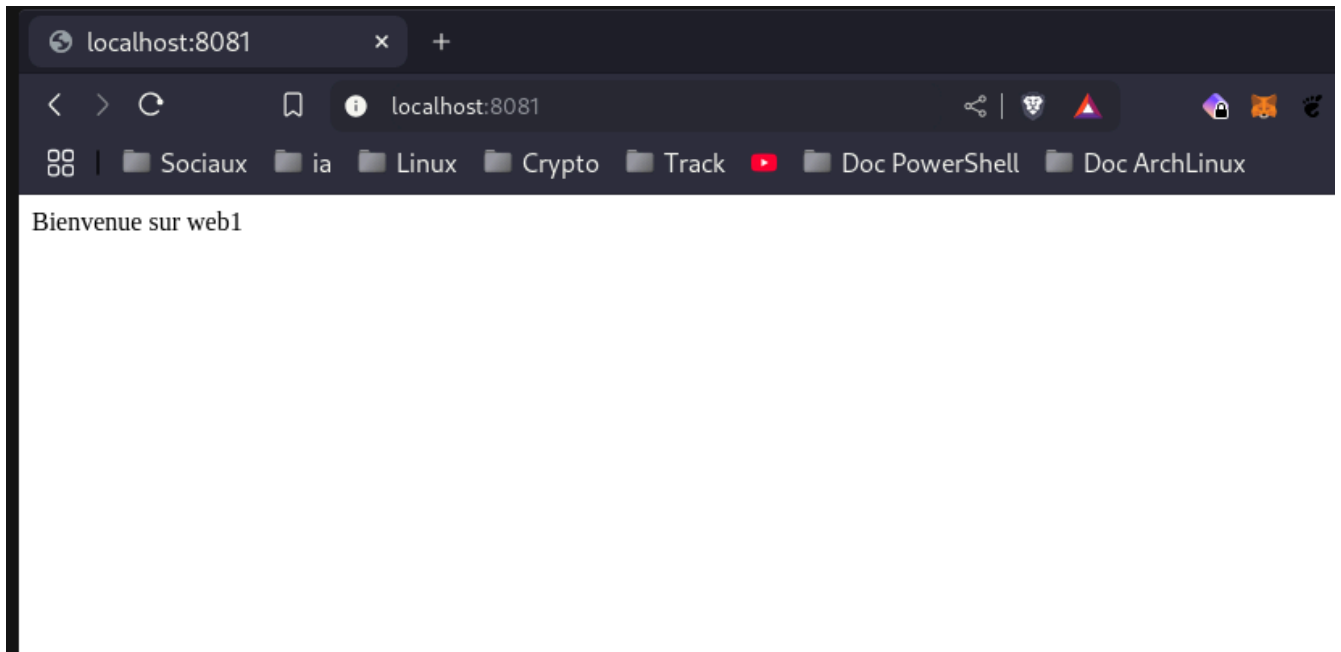 localhost:8081
localhost:8081
Sociaux ia Linux Crypto Track Doc PowerShell Doc ArchLinux
Bienvenue sur web1